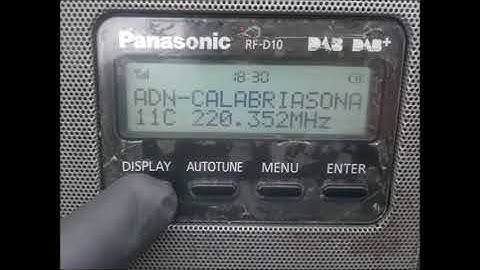 Panasonic RF-D10 DAB DAB+
18:30
ADN-CALABRIASONA
11C 220.352MHz
DISPLAY AUTOTUNE MENU ENTER